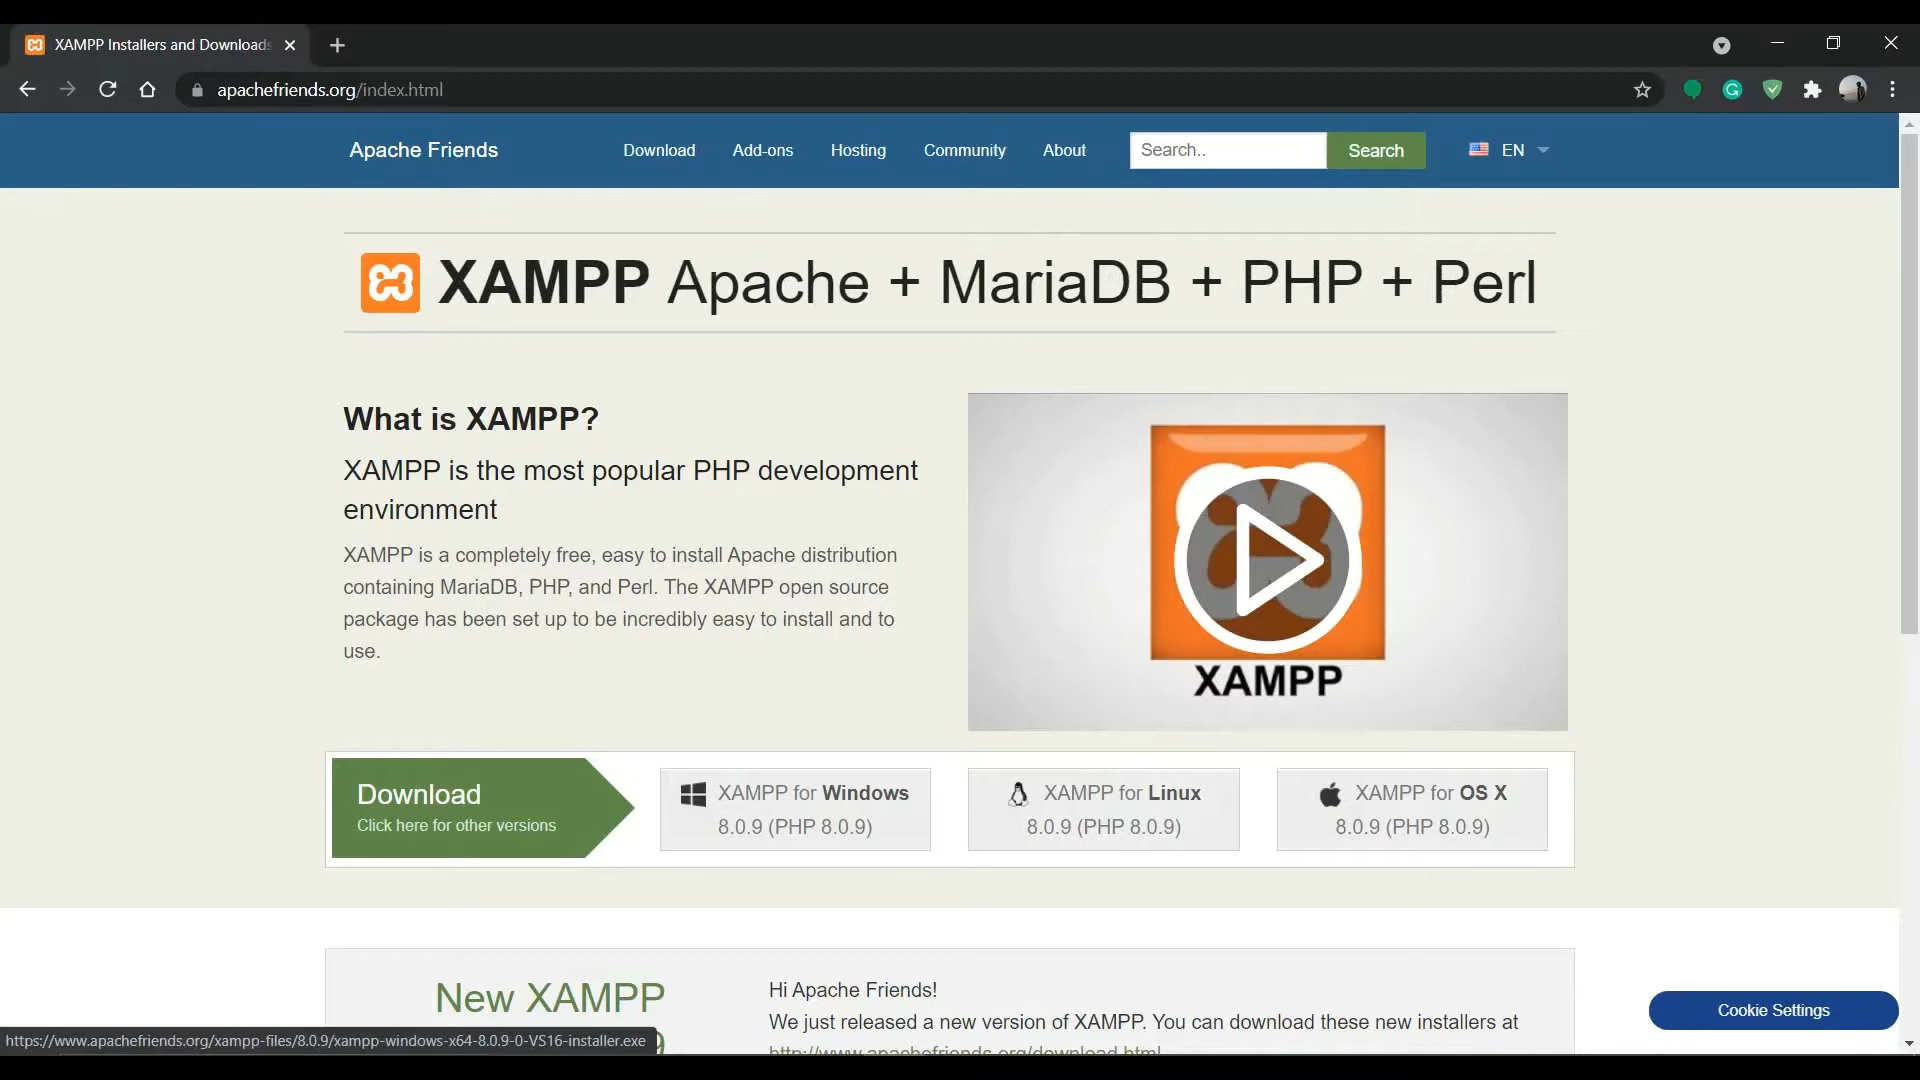 XAMPP Installers and Downloads
apachefriends.org/index.html
Apache Friends
Download
Add-ons
Hosting
Community
About
Search..
Search
EN
XAMPP Apache + MariaDB + PHP + Perl
What is XAMPP?
XAMPP is the most popular PHP development
environment
XAMPP is a completely free, easy to install Apache distribution
containing MariaDB, PHP, and Perl. The XAMPP open source
package has been set up to be incredibly easy to install and to
use.
XAMPP
Download
Click here for other versions
XAMPP for Windows
8.0.9 (PHP 8.0.9)
XAMPP for Linux
8.0.9 (PHP 8.0.9)
XAMPP for OS X
8.0.9 (PHP 8.0.9)
New XAMPP
Hi Apache Friends!
We just released a new version of XAMPP. You can download these new installers at
http://www.apachefriends.org/download.html
Cookie Settings
https://www.apachefriends.org/xampp-files/8.0.9/xampp-windows-x64-8.0.9-0-VS16-installer.exe